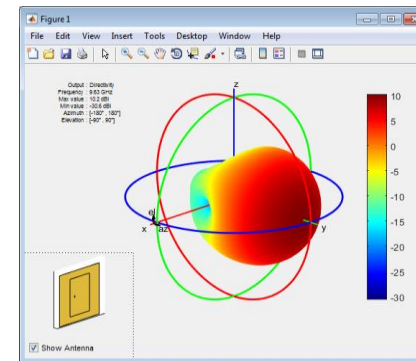 Figure 1
File Edit View Insert Tools Desktop Window Help
Output : Directivity
Frequency : 9.63 GHz
Max value : 10.2 dBi
Min value : -30.6 dBi
Azimuth : [-180° , 180°]
Elevation : [-90° , 90°]
z
el
x az
y
10
5
0
-5
-10
-15
-20
-25
-30
Show Antenna